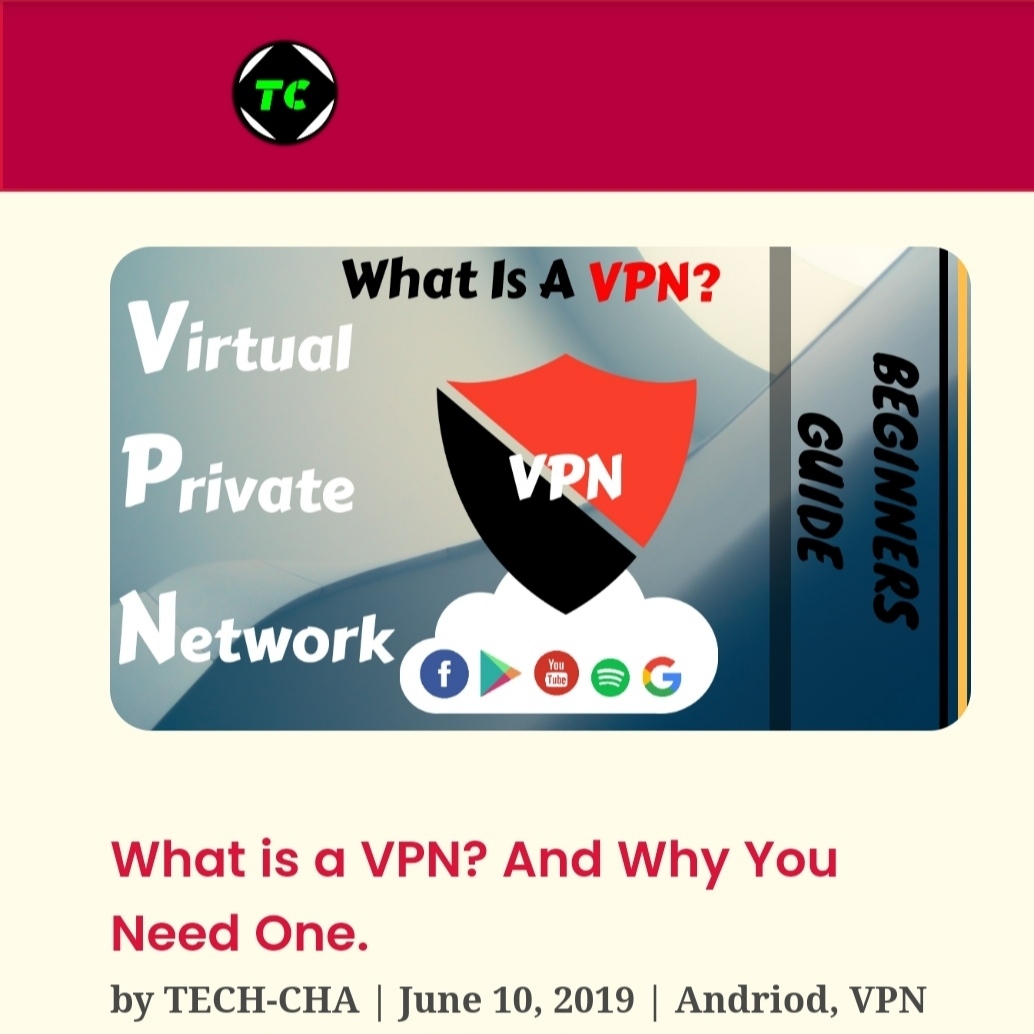 TC
What Is A VPN?
Virtual
Private
Network
VPN
f
You
Tube
G
BEGINNERS
GUIDE
What is a VPN? And Why You
Need One.
by TECH-CHA | June 10, 2019 | Andriod, VPN